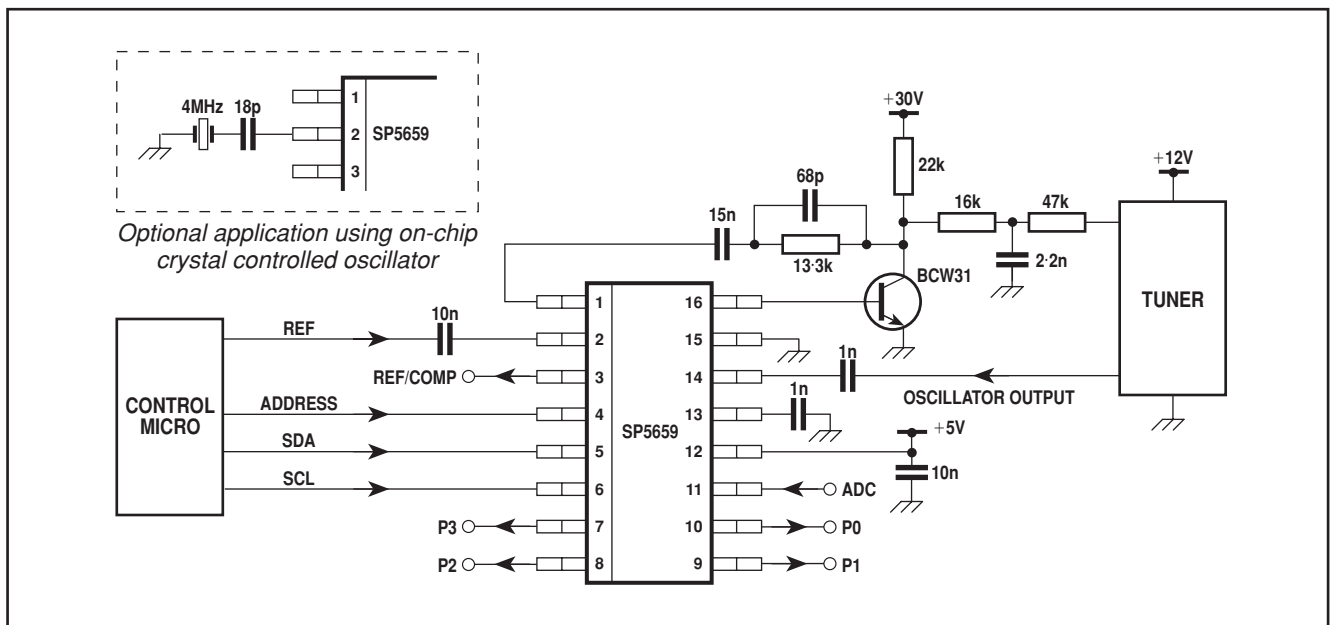 4MHz
18p
1
2
3
SP5659
Optional application using on-chip
crystal controlled oscillator
+30V
22k
68p
15n
13·3k
16k
47k
2·2n
BCW31
+12V
TUNER
CONTROL
MICRO
REF
10n
REF/COMP
ADDRESS
SDA
SCL
P3
P2
1
2
3
4
5
6
7
8
SP5659
16
15
14
13
12
11
10
9
1n
OSCILLATOR OUTPUT
1n
+5V
10n
ADC
P0
P1